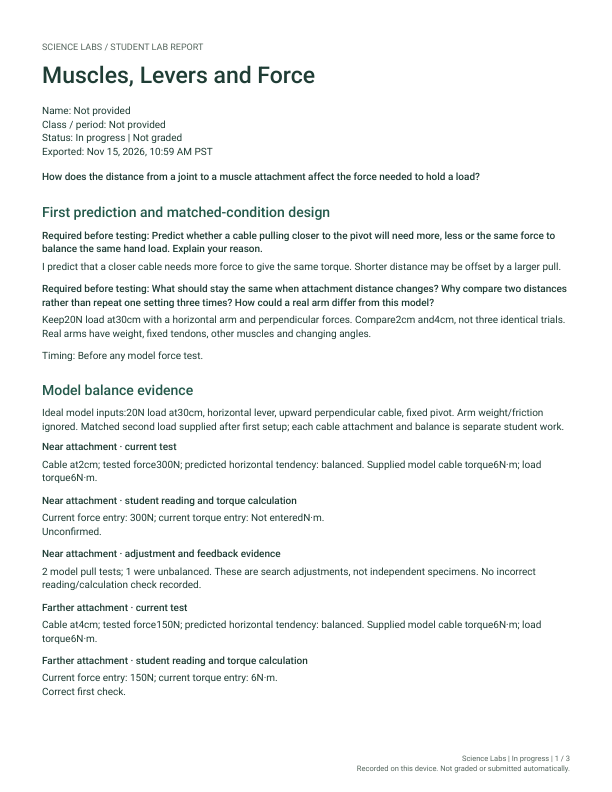 SCIENCE LABS / STUDENT LAB REPORT
Muscles, Levers and Force
Name: Not provided
Class / period: Not provided
Status: In progress | Not graded
Exported: Nov 15, 2026, 10:59 AM PST
How does the distance from a joint to a muscle attachment affect the force needed to hold a load?
First prediction and matched-condition design
Required before testing: Predict whether a cable pulling closer to the pivot will need more, less or the same force to
balance the same hand load. Explain your reason.
I predict that a closer cable needs more force to give the same torque. Shorter distance may be offset by a larger pull.
Required before testing: What should stay the same when attachment distance changes? Why compare two distances
rather than repeat one setting three times? How could a real arm differ from this model?
Keep20N load at30cm with a horizontal arm and perpendicular forces. Compare2cm and4cm, not three identical trials.
Real arms have weight, fixed tendons, other muscles and changing angles.
Timing: Before any model force test.
Model balance evidence
Ideal model inputs:20N load at30cm, horizontal lever, upward perpendicular cable, fixed pivot. Arm weight/friction
ignored. Matched second load supplied after first setup; each cable attachment and balance is separate student work.
Near attachment · current test
Cable at2cm; tested force300N; predicted horizontal tendency: balanced. Supplied model cable torque6N·m; load
torque6N·m.
Near attachment · student reading and torque calculation
Current force entry: 300N; current torque entry: Not enteredN·m.
Unconfirmed.
Near attachment · adjustment and feedback evidence
2 model pull tests; 1 were unbalanced. These are search adjustments, not independent specimens. No incorrect
reading/calculation check recorded.
Farther attachment · current test
Cable at4cm; tested force150N; predicted horizontal tendency: balanced. Supplied model cable torque6N·m; load
torque6N·m.
Farther attachment · student reading and torque calculation
Current force entry: 150N; current torque entry: 6N·m.
Correct first check.
Science Labs | In progress | 1 / 3
Recorded on this device. Not graded or submitted automatically.